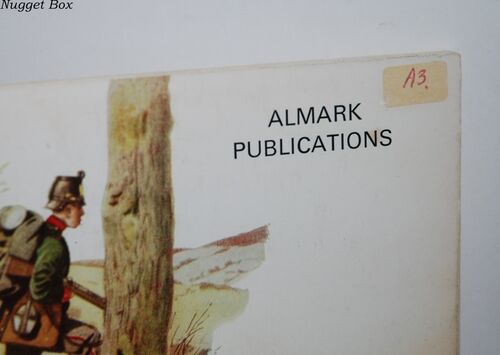 Nugget Box
A3.
ALMARK
PUBLICATIONS